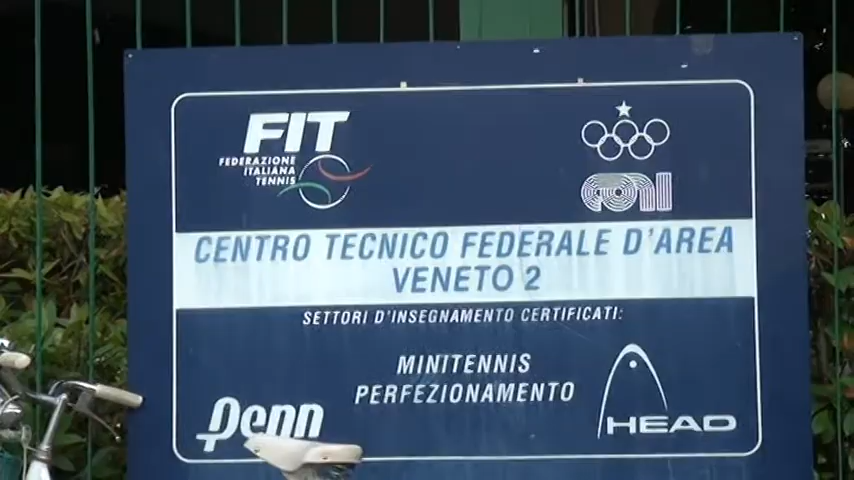 FIT
FEDERAZIONE
ITALIANA
TENNIS
CONI
CENTRO TECNICO FEDERALE D'AREA
VENETO 2
SETTORI D'INSEGNAMENTO CERTIFICATI:
MINITENNIS
PERFEZIONAMENTO
Penn
HEAD